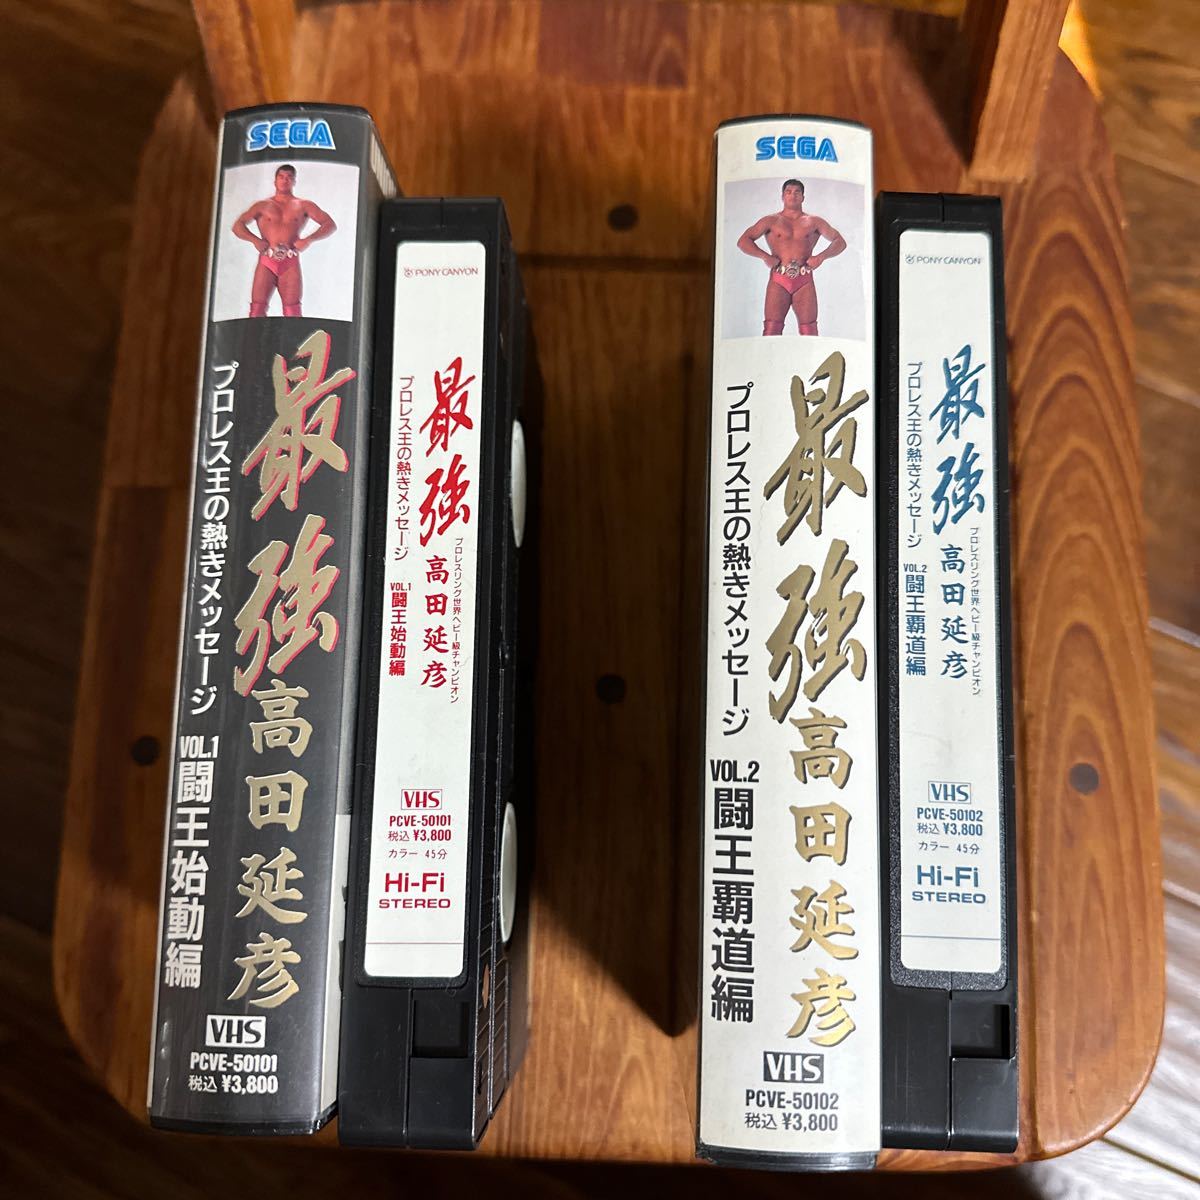 SEGA
最強
高田延彦
プロレス王の熱きメッセージ
VOL.1 闘王始動編
VHS
PCVE-50101
税込 ¥3,800
PONY CANYON
最強
プロレス王の熱きメッセージ
プロレスリング世界ヘビー級チャンピオン
高田延彦
VOL.1 闘王始動編
VHS
PCVE-50101
税込 ¥3,800
カラー 45分
Hi-Fi
STEREO
SEGA
最強
高田延彦
プロレス王の熱きメッセージ
VOL.2 闘王覇道編
VHS
PCVE-50102
税込 ¥3,800
PONY CANYON
最強
プロレス王の熱きメッセージ
プロレスリング世界ヘビー級チャンピオン
高田延彦
VOL.2 闘王覇道編
VHS
PCVE-50102
税込 ¥3,800
カラー 45分
Hi-Fi
STEREO